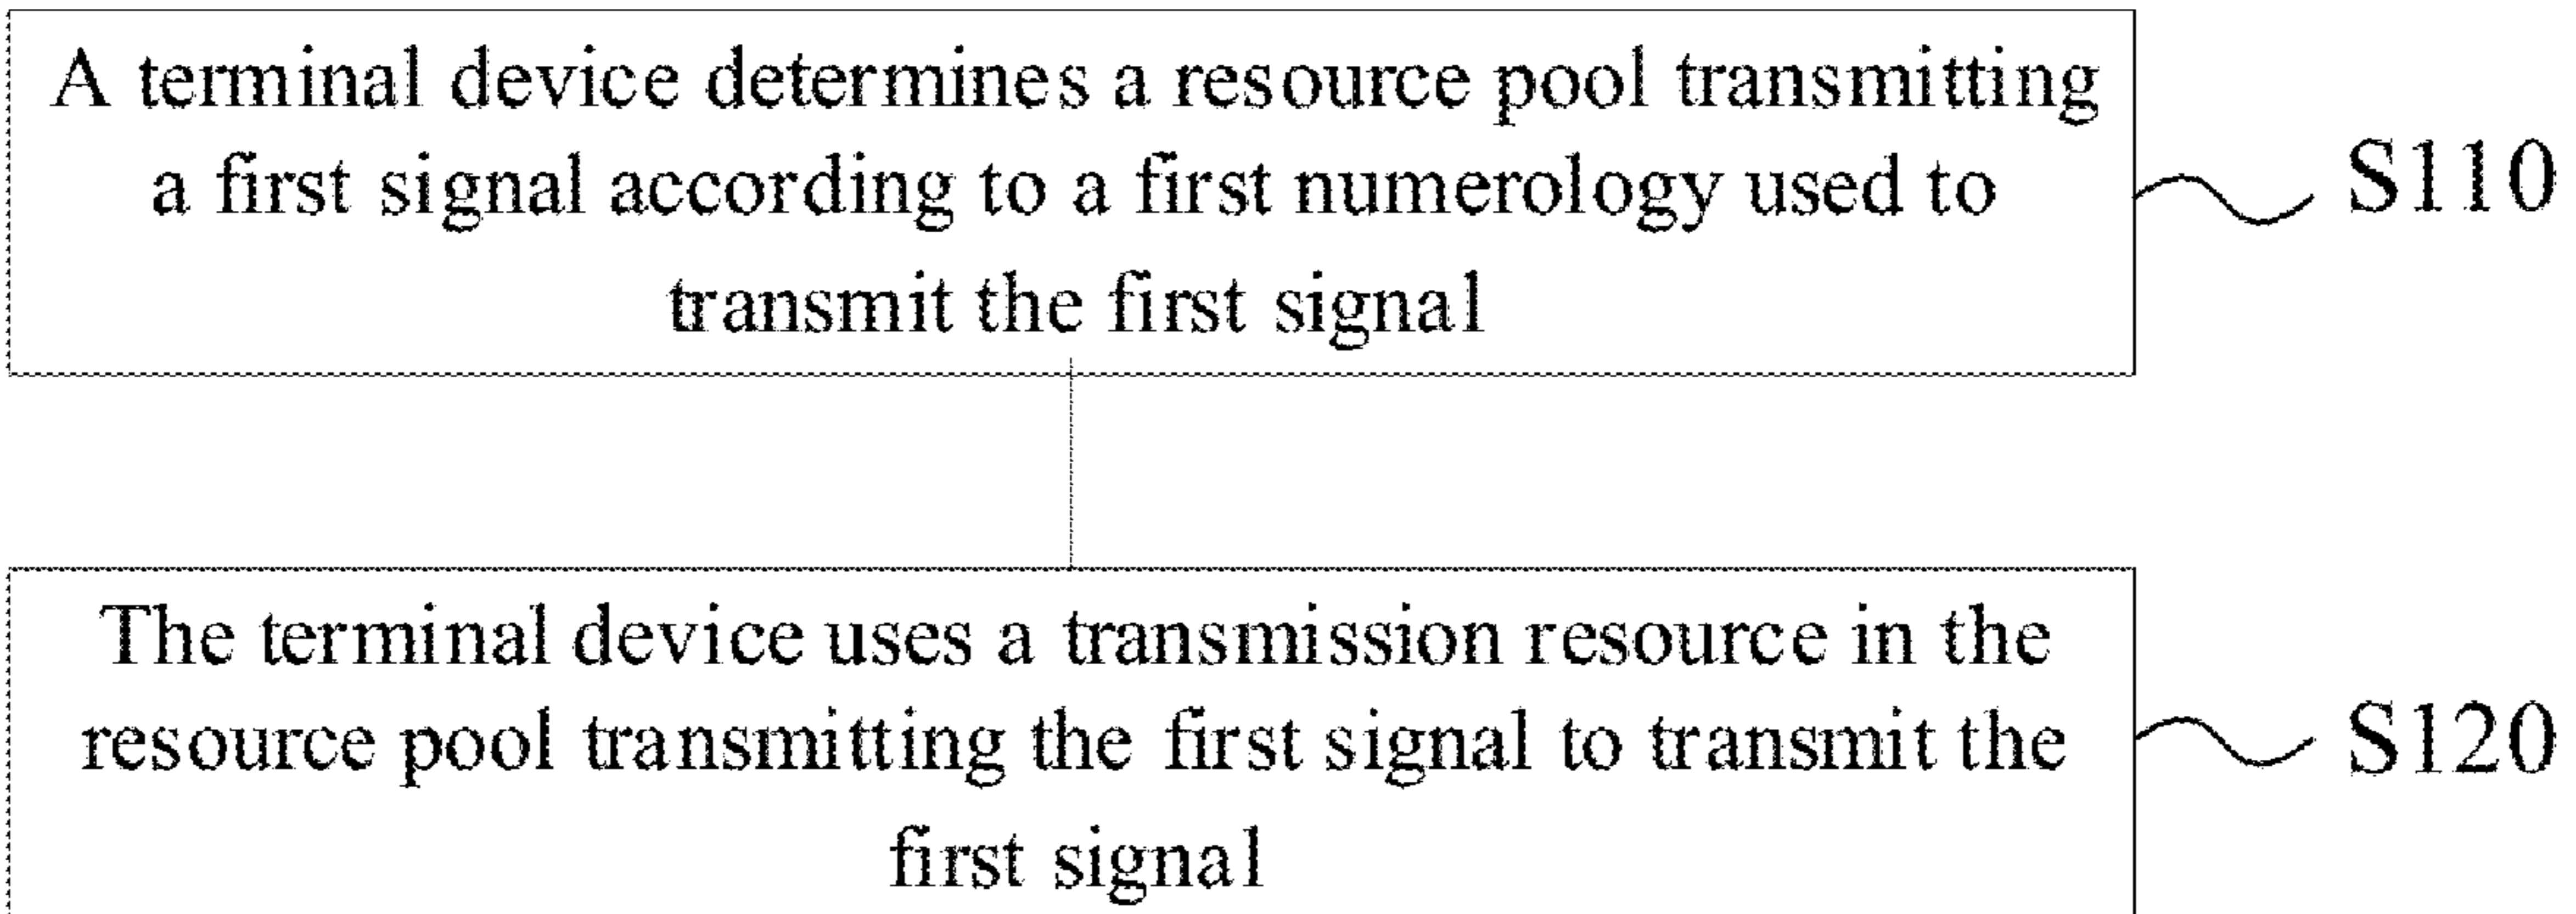 A terminal device determines a resource pool transmitting
a first signal according to a first numerology used to
transmit the first signal
S110
The terminal device uses a transmission resource in the
resource pool transmitting the first signal to transmit the
first signal
S120